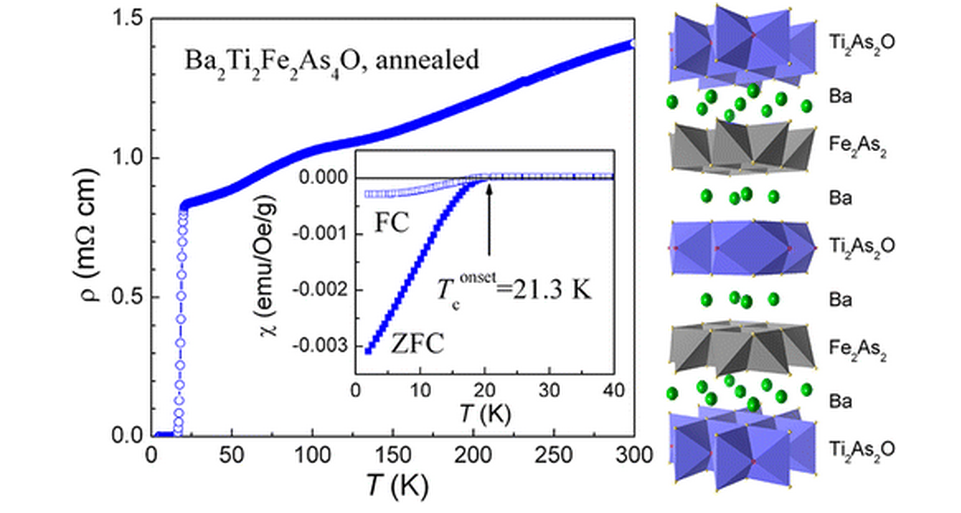 1.5
1.0
0.5
0.0
ρ (mΩ cm)
Ba₂Ti₂Fe₂As₄O, annealed
0.000
-0.001
-0.002
-0.003
χ (emu/Oe/g)
FC
T_c^onset=21.3 K
ZFC
0 10 20 30 40
T (K)
0 50 100 150 200 250 300
T (K)
Ti₂As₂O
Ba
Fe₂As₂
Ba
Ti₂As₂O
Ba
Fe₂As₂
Ba
Ti₂As₂O